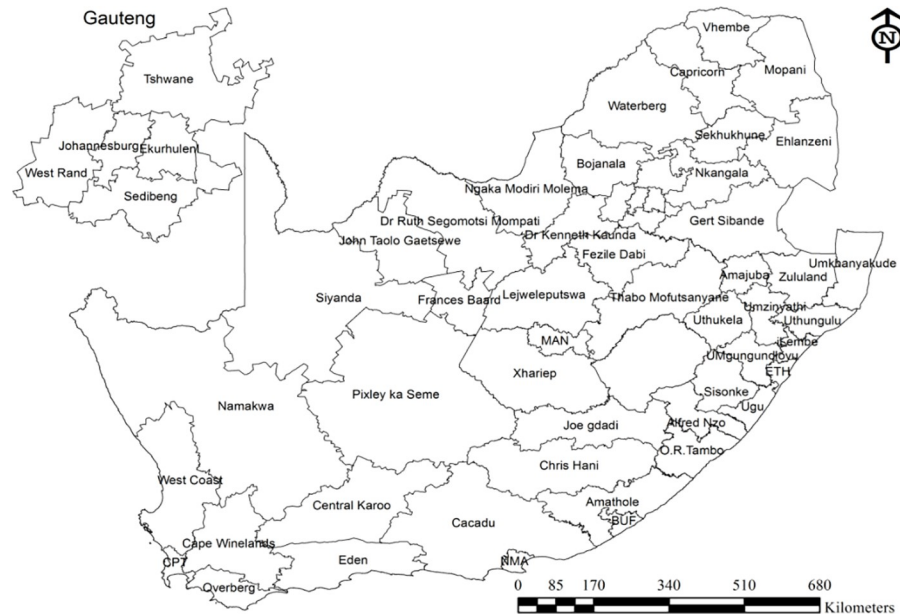 Gauteng
N
Tshwane
Johannesburg
Ekurhuleni
West Rand
Sedibeng
Vhembe
Capricorn
Mopani
Waterberg
Sekhukhune
Ehlanzeni
Bojanala
Nkangala
Ngaka Modiri Molema
Gert Sibande
Dr Ruth Segomotsi Mompati
Dr Kenneth Kaunda
John Taolo Gaetsewe
Fezile Dabi
Umkhanyakude
Amajuba
Zululand
Siyanda
Frances Baard
Lejweleputswa
Thabo Mofutsanyane
Umzinyathi
Uthukela
Uthungulu
MAN
iLembe
UMgungundlovu
Xhariep
ETH
Sisonke
Pixley ka Seme
Namakwa
Ugu
Joe gdadi
Alfred Nzo
O.R.Tambo
Chris Hani
West Coast
Central Karoo
Amathole
Cacadu
BUF
Cape Winelands
CPT
Eden
NMA
Overberg
0 85 170 340 510 680
Kilometers